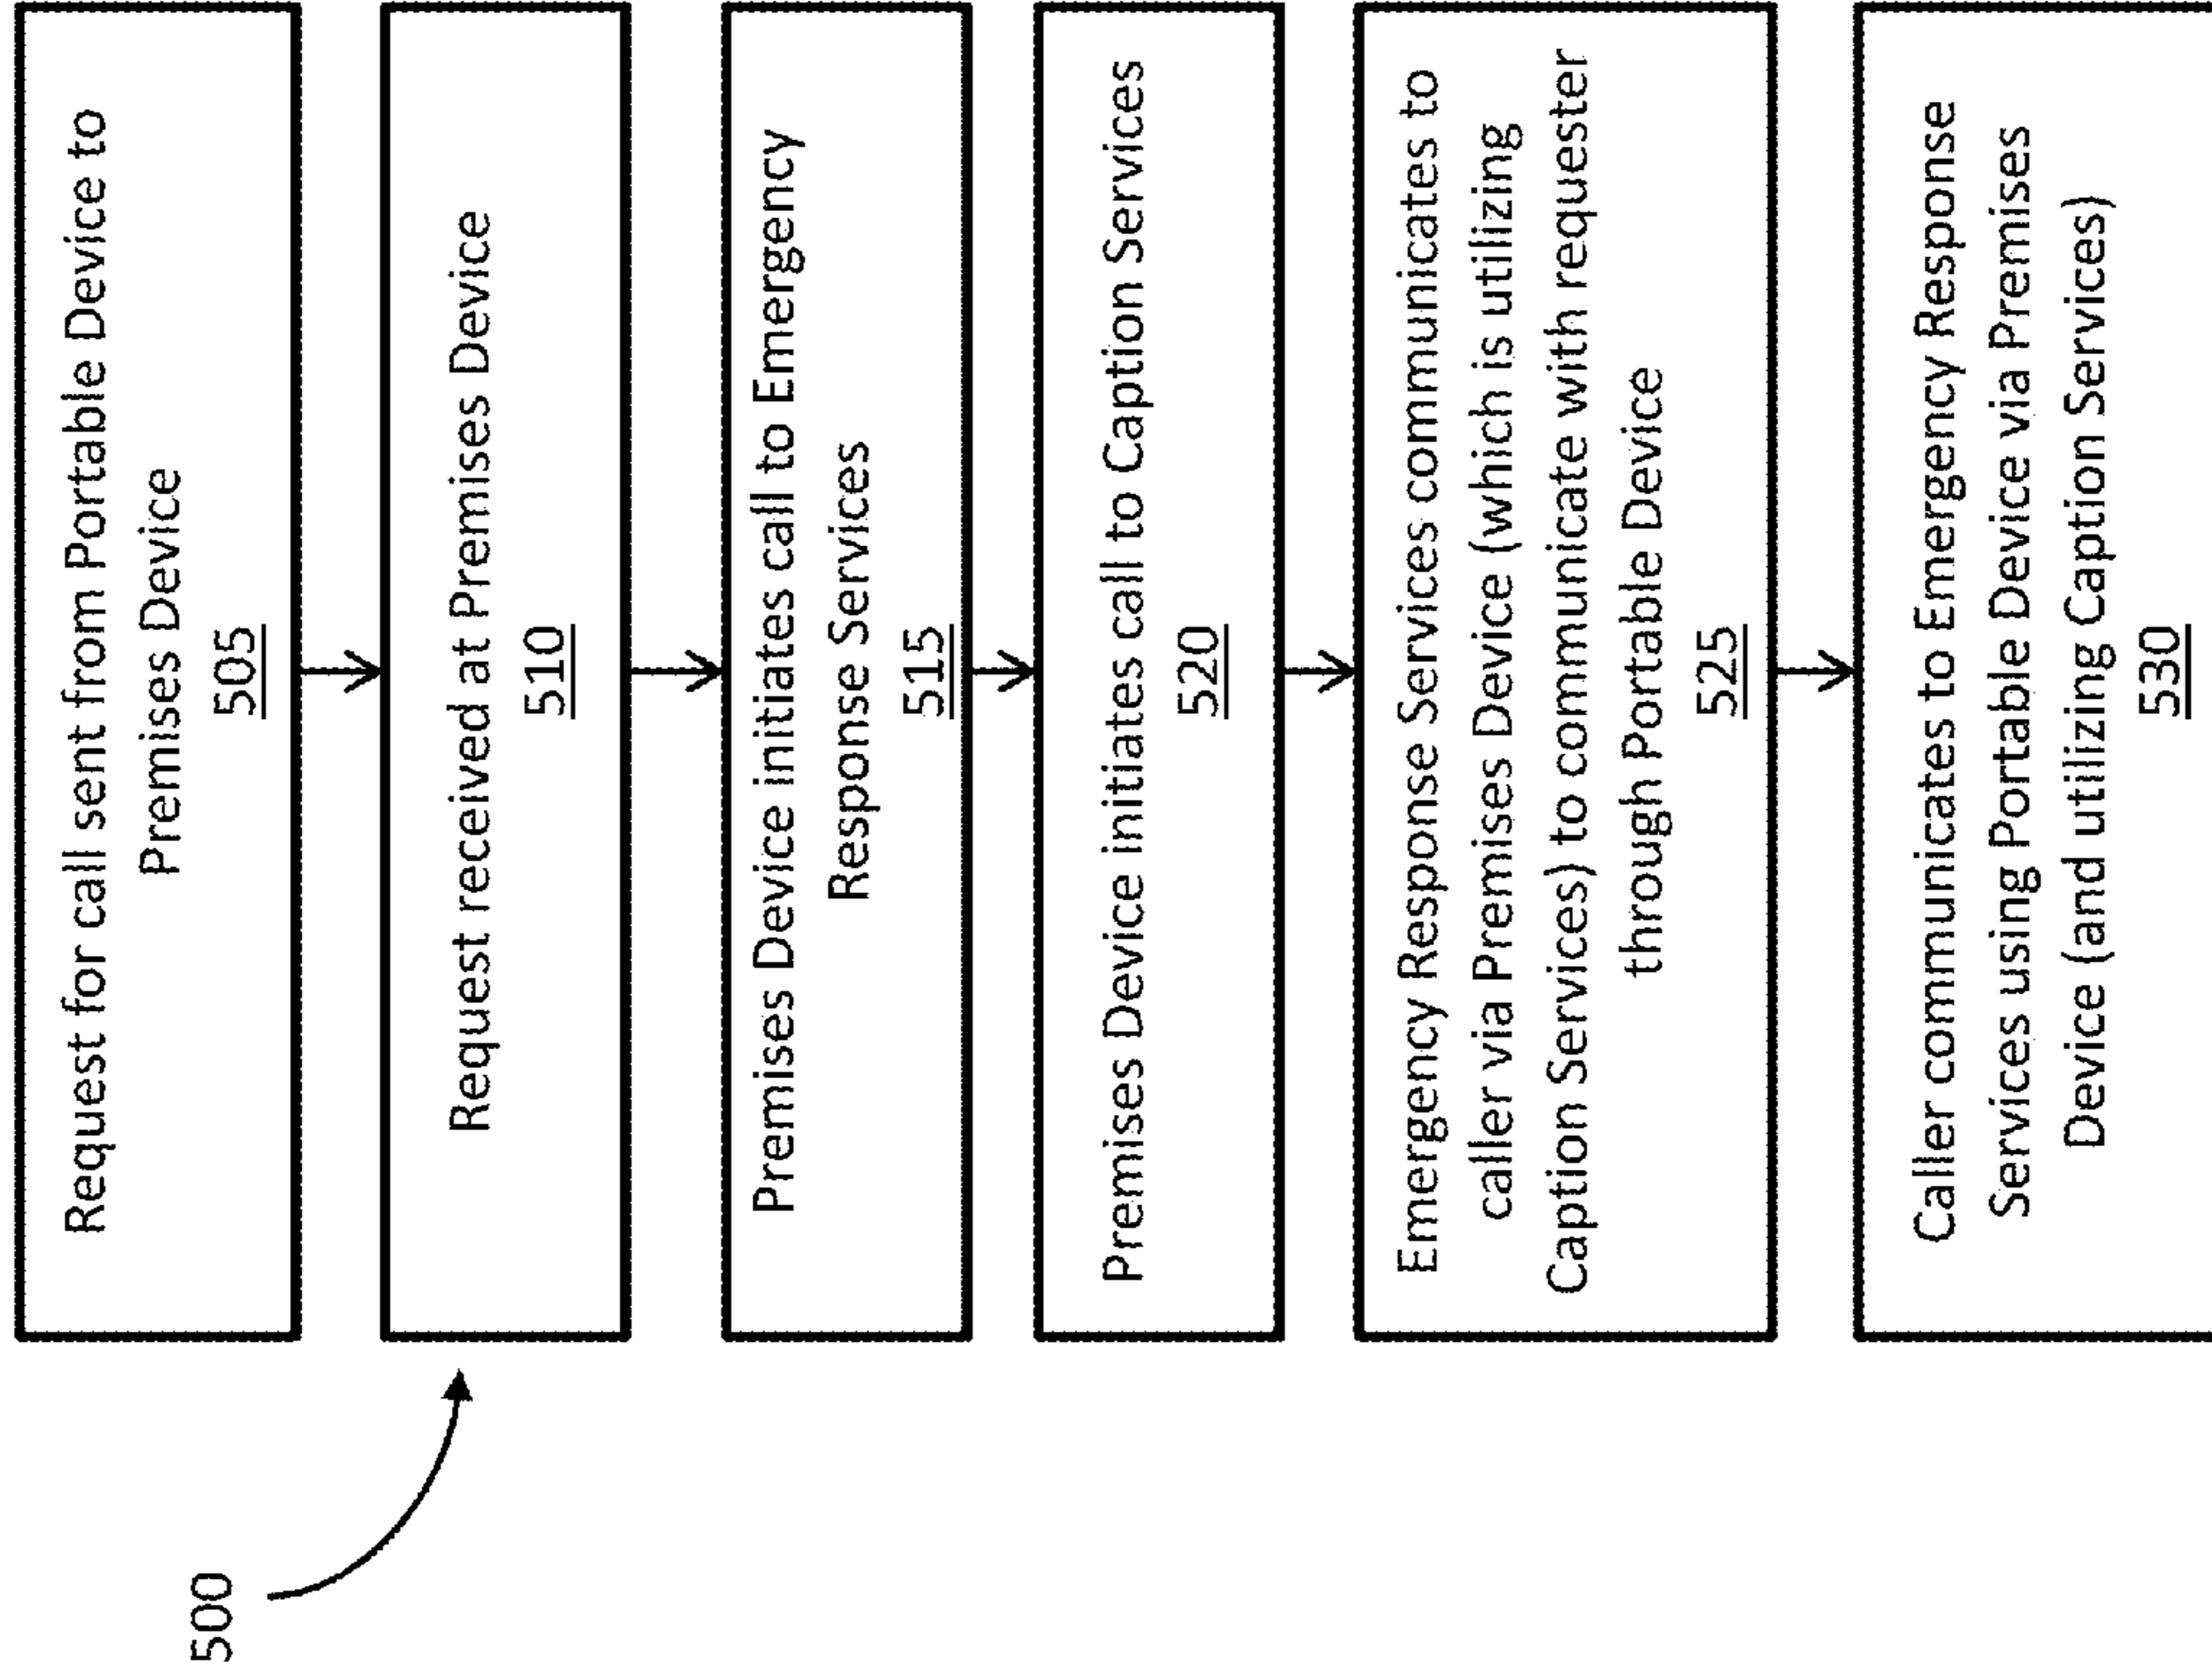 500
Request for call sent from Portable Device to
Premises Device
505
Request received at Premises Device
510
Premises Device initiates call to Emergency
Response Services
515
Premises Device initiates call to Caption Services
520
Emergency Response Services communicates to
caller via Premises Device (which is utilizing
Caption Services) to communicate with requester
through Portable Device
525
Caller communicates to Emergency Response
Services using Portable Device via Premises
Device (and utilizing Caption Services)
530